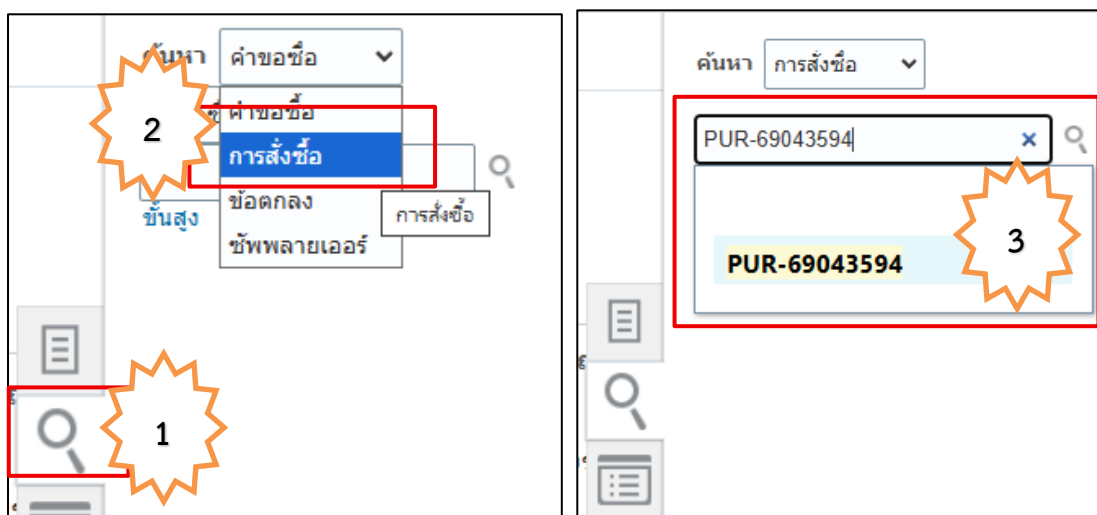 ค้นหา คำขอซื้อ
คำขอซื้อ
การสั่งซื้อ
ข้อตกลง
ซัพพลายเออร์
การสั่งซื้อ
ขั้นสูง
2
1
ค้นหา การสั่งซื้อ
PUR-69043594
PUR-69043594
3